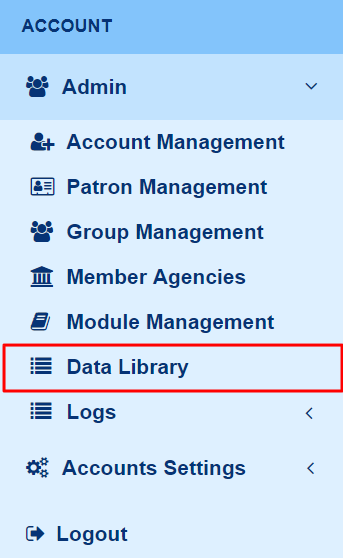 ACCOUNT
Admin
Account Management
Patron Management
Group Management
Member Agencies
Module Management
Data Library
Logs
Accounts Settings
Logout